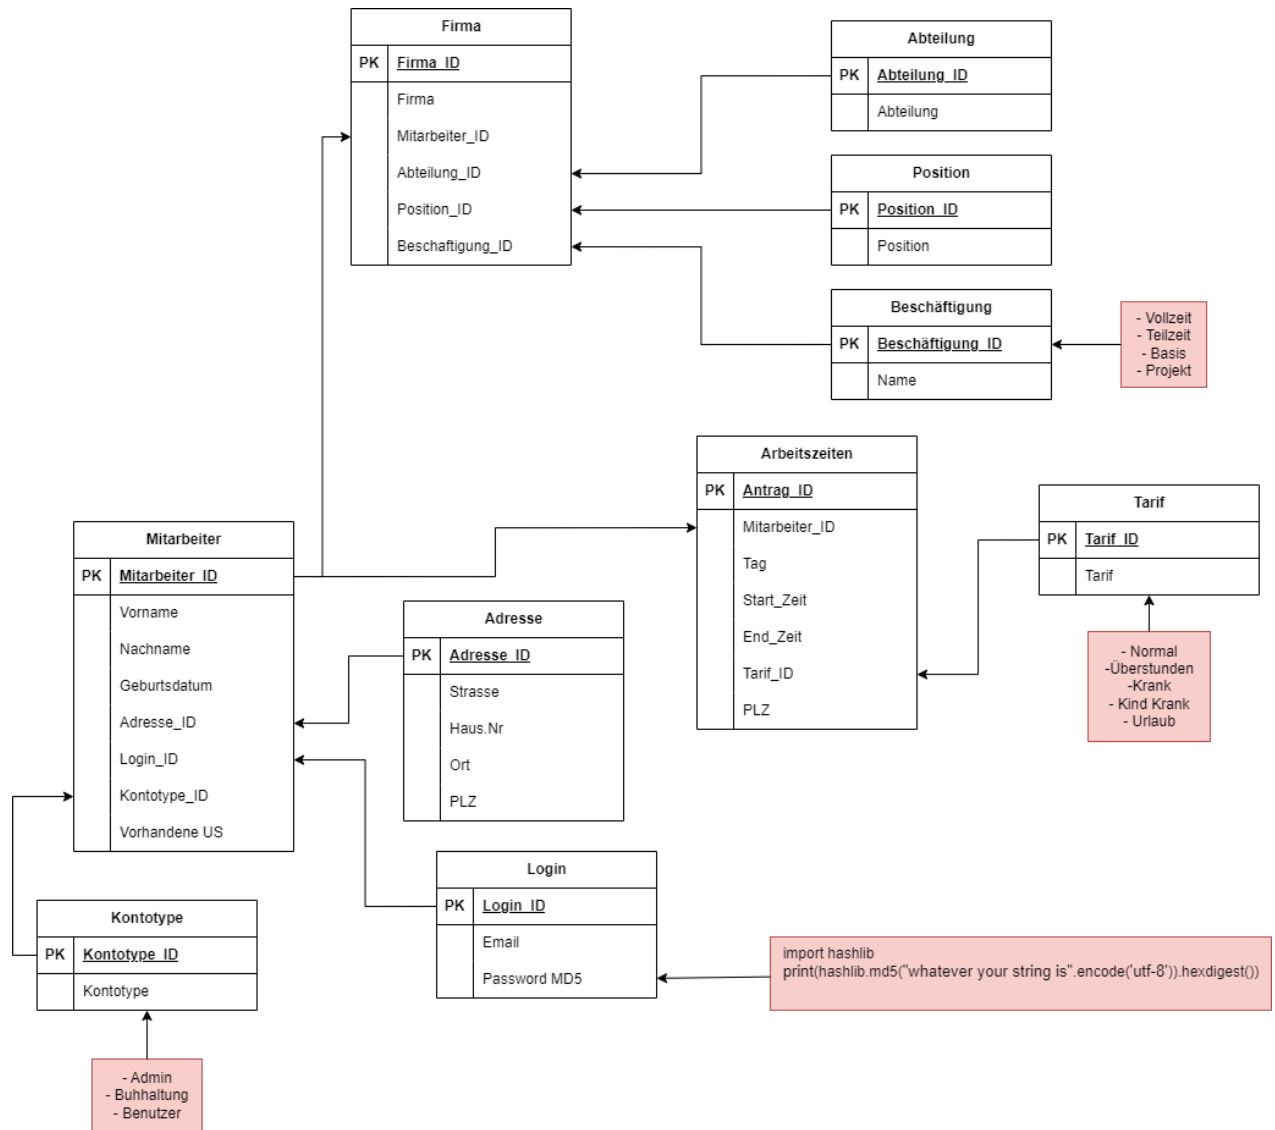 Firma
PK Firma_ID
Firma
Mitarbeiter_ID
Abteilung_ID
Position_ID
Beschaftigung_ID
Abteilung
PK Abteilung_ID
Abteilung
Position
PK Position_ID
Position
Beschäftigung
PK Beschäftigung_ID
Name
- Vollzeit
- Teilzeit
- Basis
- Projekt
Arbeitszeiten
PK Antrag_ID
Mitarbeiter_ID
Tag
Start_Zeit
End_Zeit
Tarif_ID
PLZ
Tarif
PK Tarif_ID
Tarif
- Normal
-Überstunden
-Krank
- Kind Krank
- Urlaub
Mitarbeiter
PK Mitarbeiter_ID
Vorname
Nachname
Geburtsdatum
Adresse_ID
Login_ID
Kontotype_ID
Vorhandene US
Adresse
PK Adresse_ID
Strasse
Haus.Nr
Ort
PLZ
Login
PK Login_ID
Email
Password MD5
import hashlib
print(hashlib.md5("whatever your string is".encode('utf-8')).hexdigest())
Kontotype
PK Kontotype_ID
Kontotype
- Admin
- Buhhaltung
- Benutzer